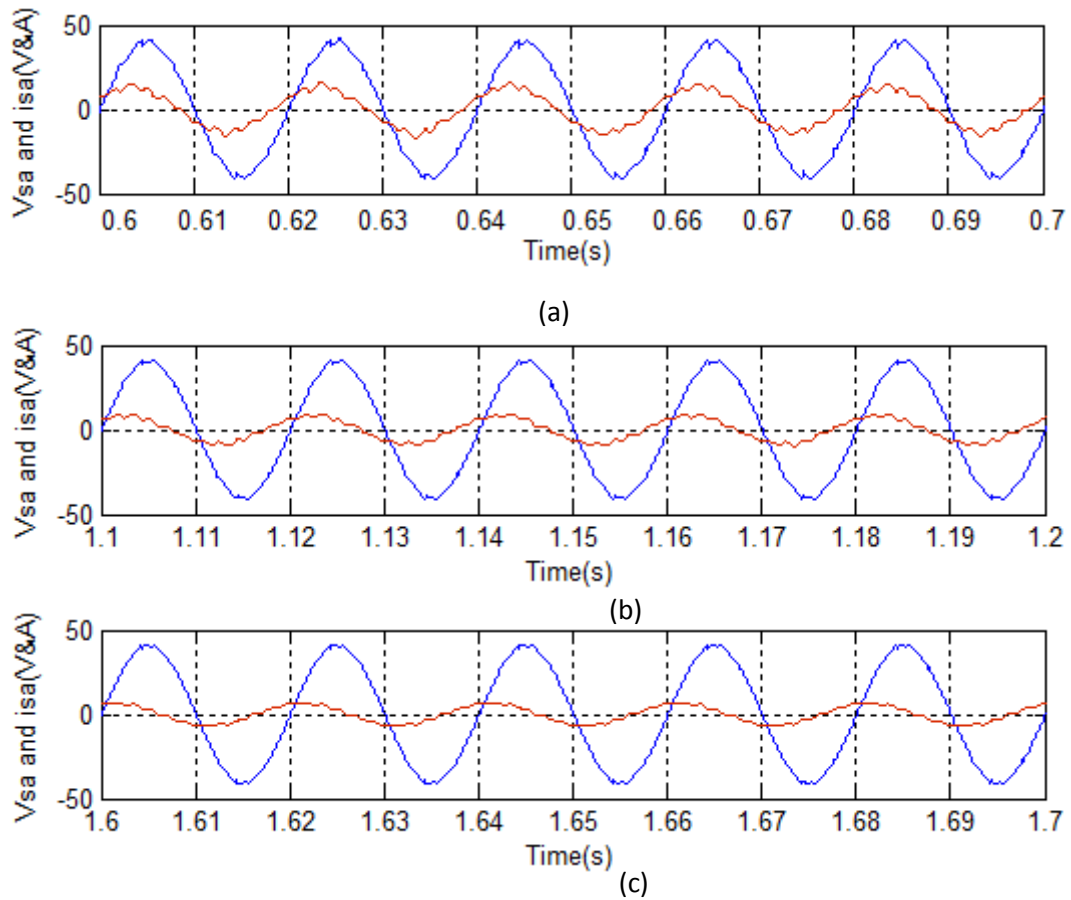 Vsa and isa(V&A)
50
0
-50
0.6 0.61 0.62 0.63 0.64 0.65 0.66 0.67 0.68 0.69 0.7
Time(s)
(a)
Vsa and isa(V&A)
50
0
-50
1.1 1.11 1.12 1.13 1.14 1.15 1.16 1.17 1.18 1.19 1.2
Time(s)
(b)
Vsa and isa(V&A)
50
0
-50
1.6 1.61 1.62 1.63 1.64 1.65 1.66 1.67 1.68 1.69 1.7
Time(s)
(c)